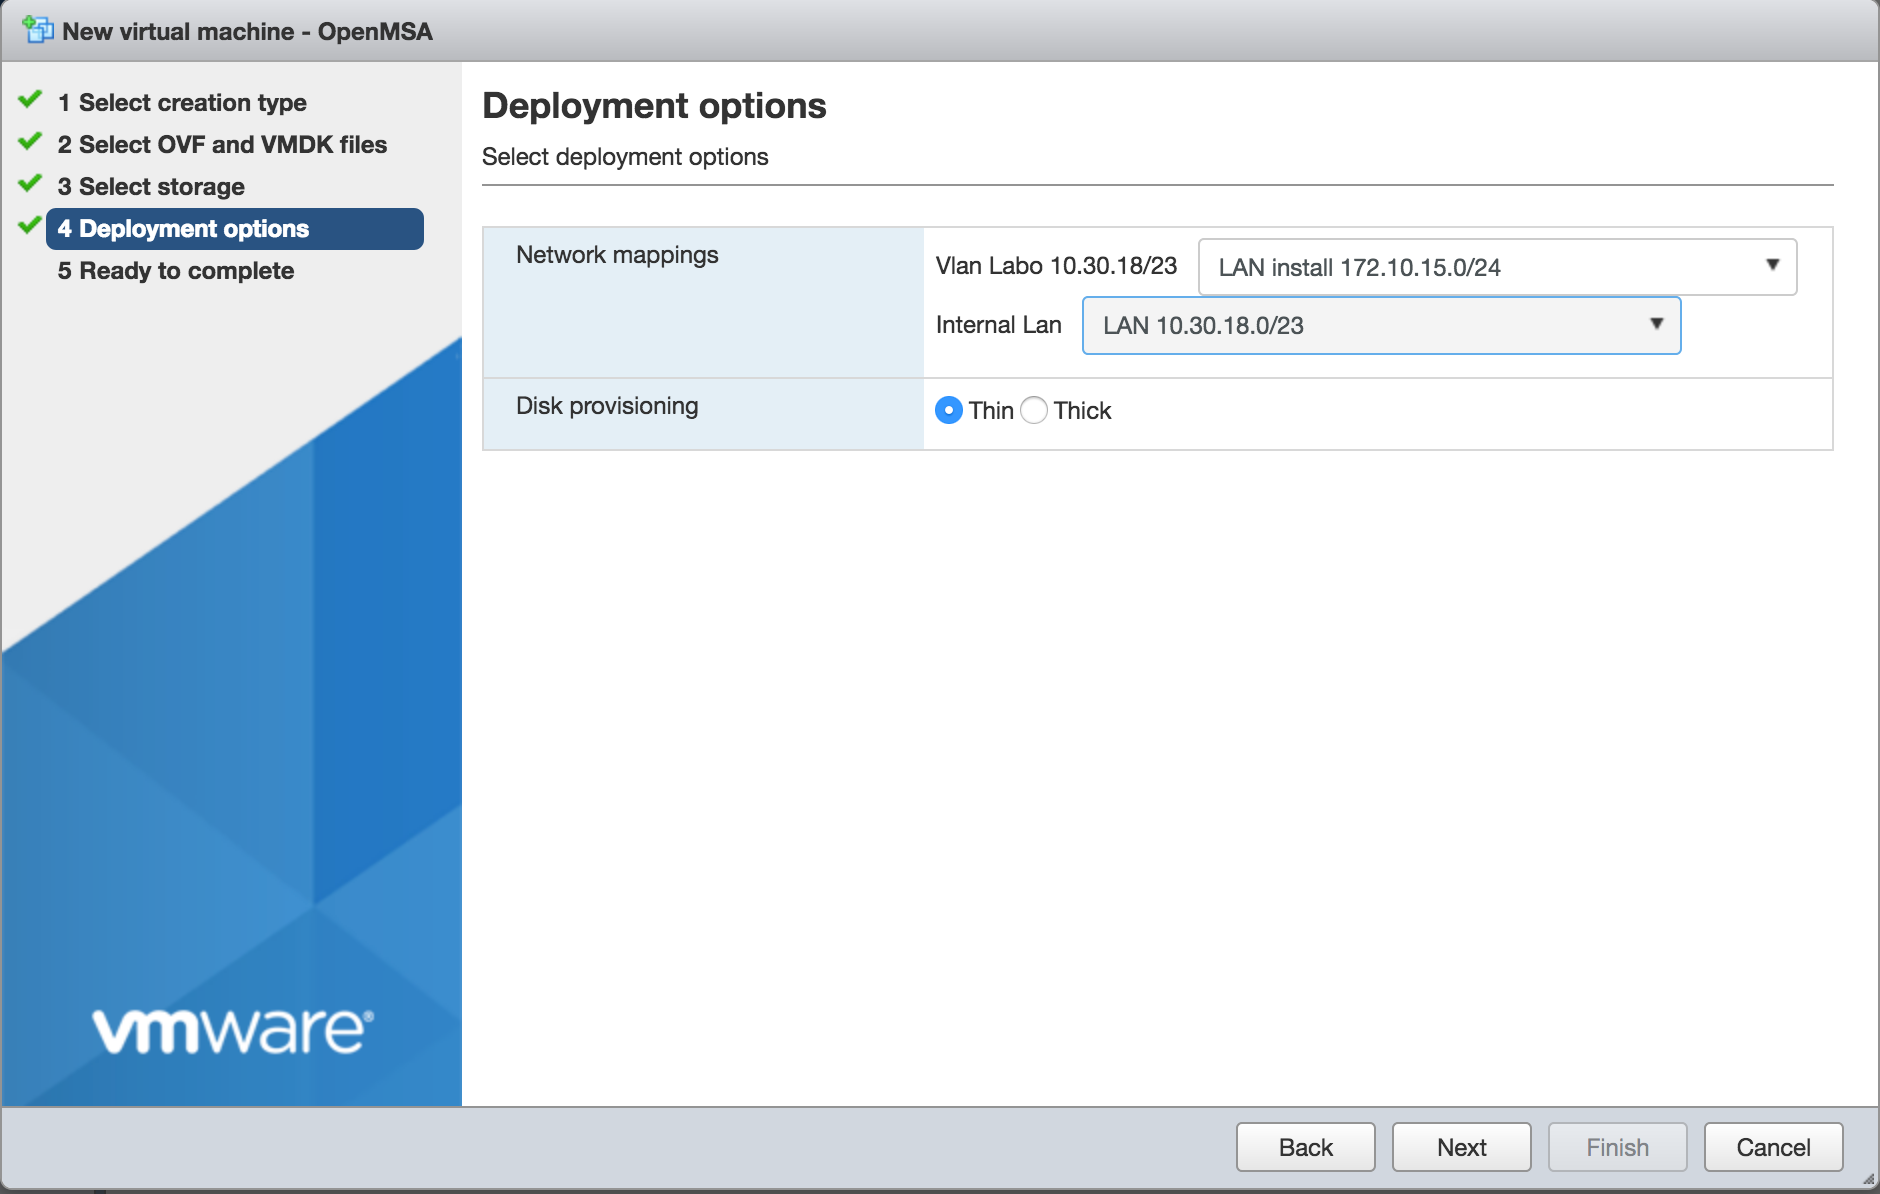 New virtual machine - OpenMSA
1 Select creation type
2 Select OVF and VMDK files
3 Select storage
4 Deployment options
5 Ready to complete
vmware®
Deployment options
Select deployment options
Network mappings
Vlan Labo 10.30.18/23 LAN install 172.10.15.0/24
Internal Lan LAN 10.30.18.0/23
Disk provisioning
Thin Thick
Back Next Finish Cancel